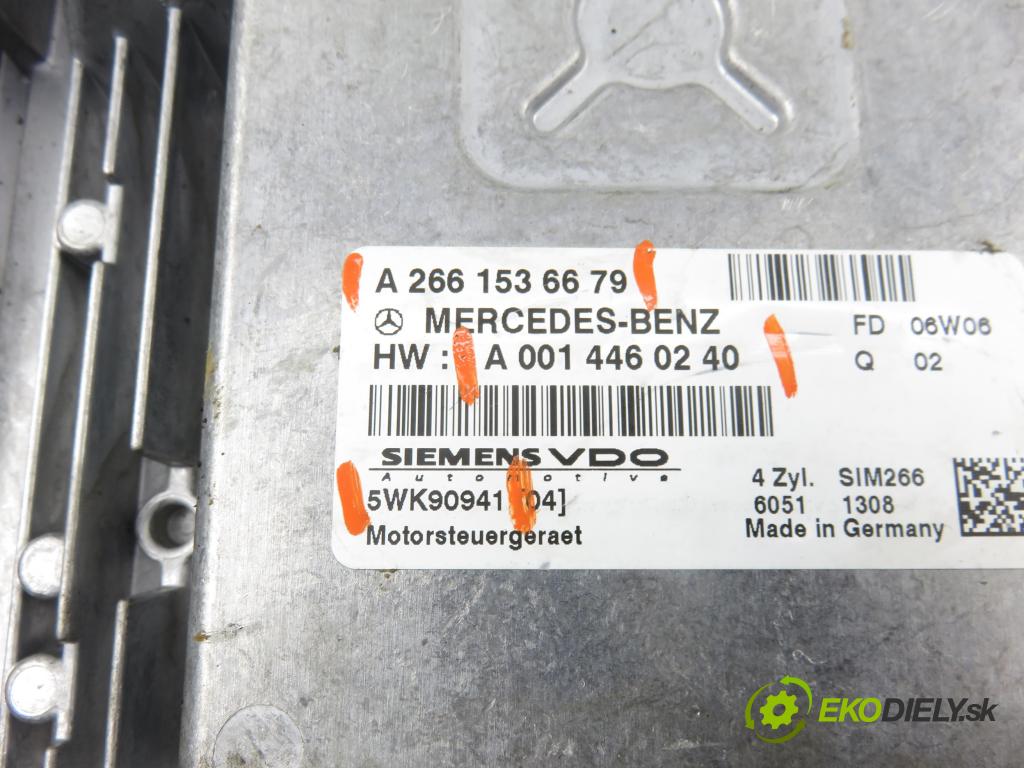 A 266 153 66 79
MERCEDES-BENZ FD 06W06
HW : A 001 446 02 40 Q 02
SIEMENS VDO
Automotive 4 Zyl. SIM266
5WK90941 [04] 6051 1308
Motorsteuergeraet Made in Germany
EKODIELY.sk